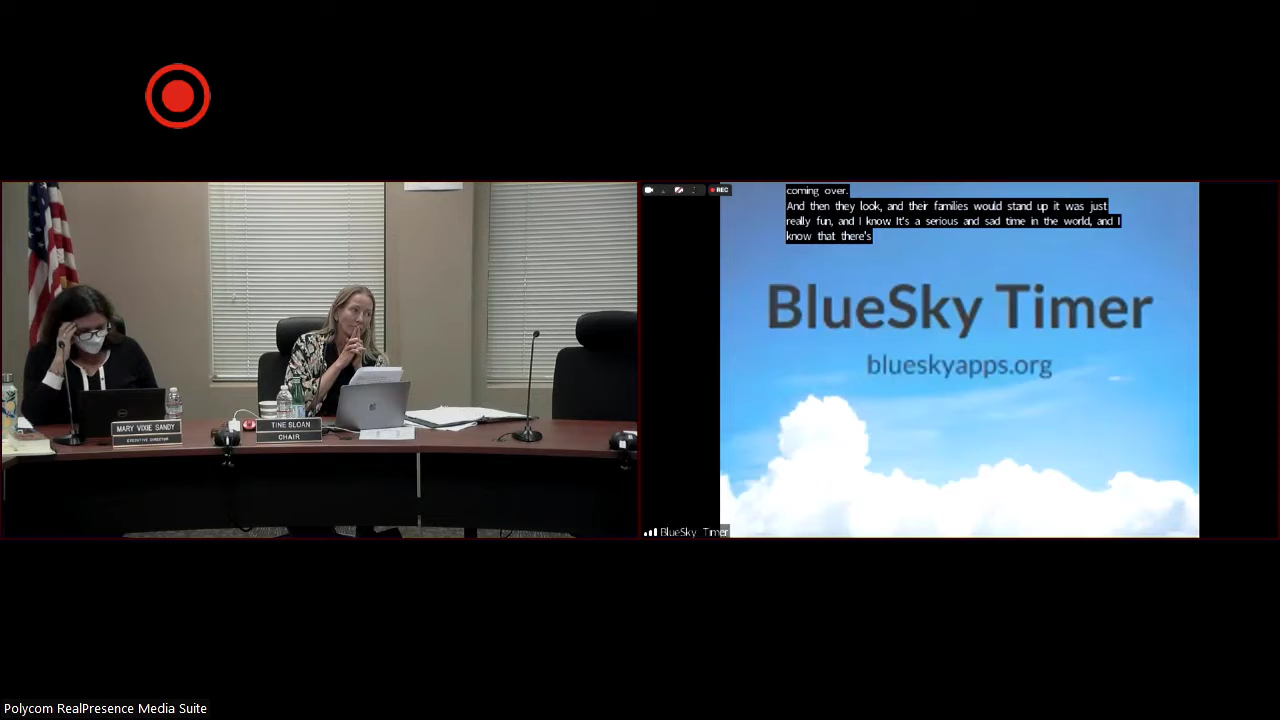 REC
coming over.
And then they look, and their families would stand up it was just
really fun, and I know It's a serious and sad time in the world, and I
know that there's
BlueSky Timer
blueskyapps.org
MARY VIXIE SANDY
EXECUTIVE DIRECTOR
TINE SLOAN
CHAIR
BlueSky Timer
Polycom RealPresence Media Suite